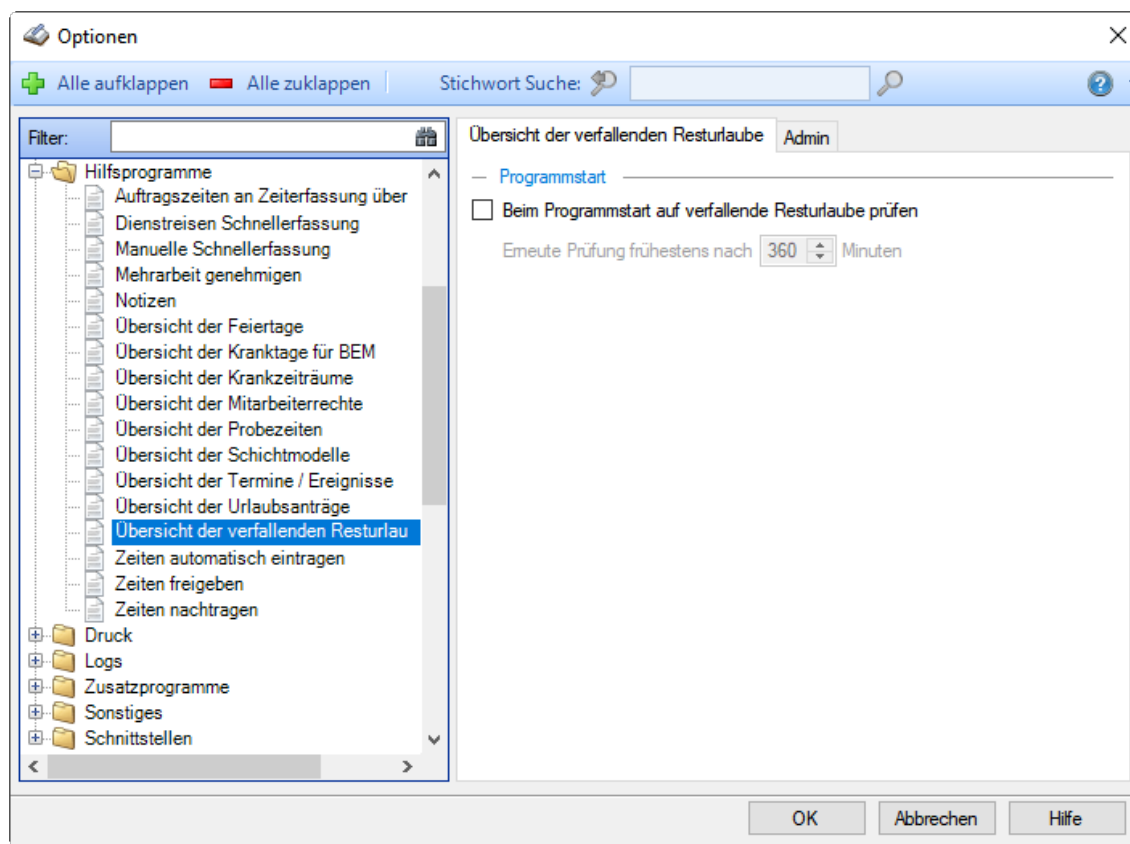 Optionen
Alle aufklappen Alle zuklappen Stichwort Suche:
Filter:
Hilfsprogramme
Auftragszeiten an Zeiterfassung über
Dienstreisen Schnellerfassung
Manuelle Schnellerfassung
Mehrarbeit genehmigen
Notizen
Übersicht der Feiertage
Übersicht der Kranktage für BEM
Übersicht der Krankzeiträume
Übersicht der Mitarbeiterrechte
Übersicht der Probezeiten
Übersicht der Schichtmodelle
Übersicht der Termine / Ereignisse
Übersicht der Urlaubsanträge
Übersicht der verfallenden Resturlau
Zeiten automatisch eintragen
Zeiten freigeben
Zeiten nachtragen
Druck
Logs
Zusatzprogramme
Sonstiges
Schnittstellen
Übersicht der verfallenden Resturlaube Admin
Programmstart
Beim Programmstart auf verfallende Resturlaube prüfen
Erneute Prüfung frühestens nach 360 Minuten
OK Abbrechen Hilfe